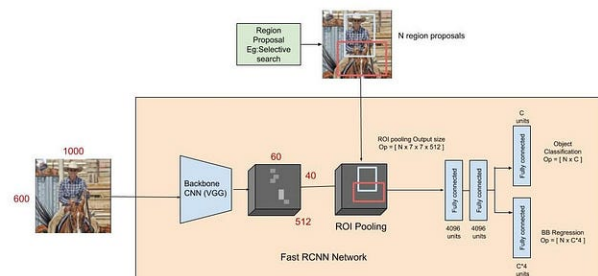 Region
Proposal
Eg:Selective
search
N region proposals
1000
600
Backbone
CNN (VGG)
60
40
512
ROI pooling Output size
Op = [ N x 7 x 7 x 512 ]
ROI Pooling
Fully connected
4096
units
Fully connected
4096
units
C
units
Fully connected
Object
Classification
Op = [ N x C ]
Fully connected
C*4
units
BB Regression
Op = [ N x C*4 ]
Fast RCNN Network